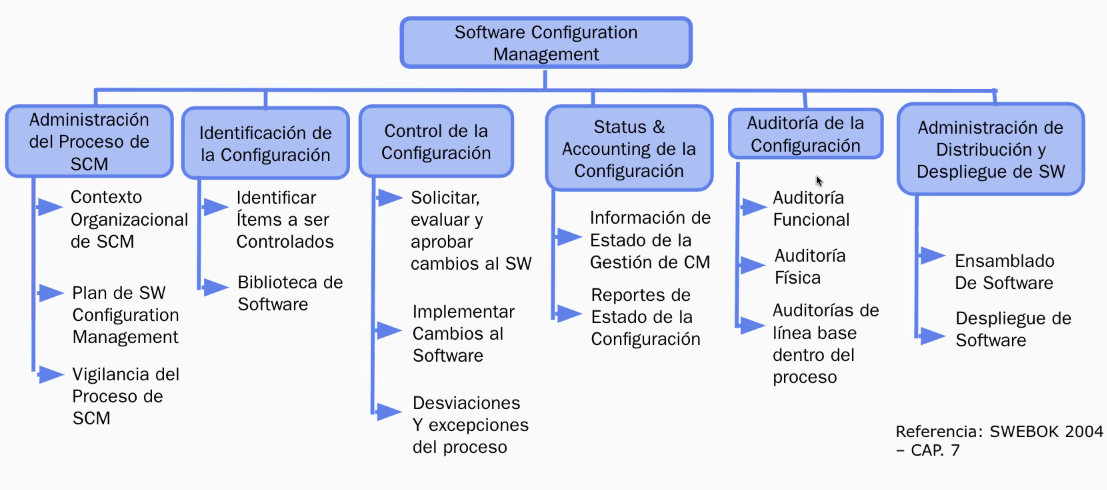 Software Configuration
Management
Administración
del Proceso de
SCM
Contexto
Organizacional
de SCM
Plan de SW
Configuration
Management
Vigilancia del
Proceso de
SCM
Identificación de
la Configuración
Identificar
Ítems a ser
Controlados
Biblioteca de
Software
Control de la
Configuración
Solicitar,
evaluar y
aprobar
cambios al SW
Implementar
Cambios al
Software
Desviaciones
Y excepciones
del proceso
Status &
Accounting de la
Configuración
Información de
Estado de la
Gestión de CM
Reportes de
Estado de la
Configuración
Auditoría de la
Configuración
Auditoría
Funcional
Auditoría
Física
Auditorías de
línea base
dentro del
proceso
Administración de
Distribución y
Despliegue de SW
Ensamblado
De Software
Despliegue de
Software
Referencia: SWEBOK 2004
– CAP. 7